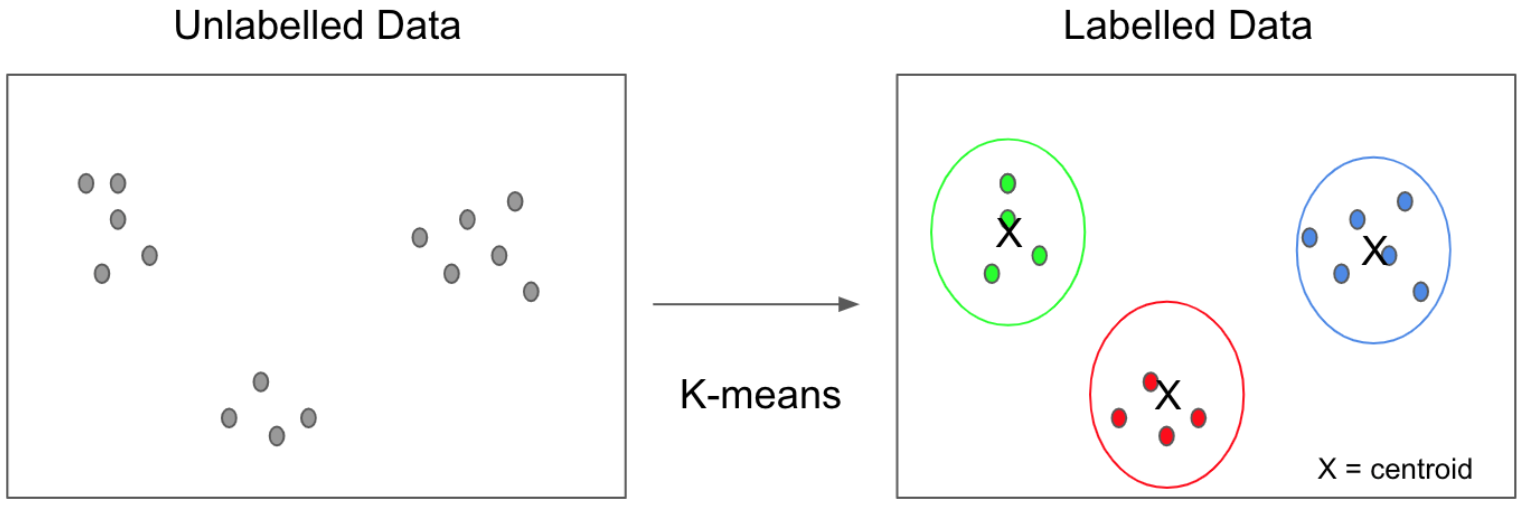 Unlabelled Data
Labelled Data
K-means
X
X
X
X = centroid